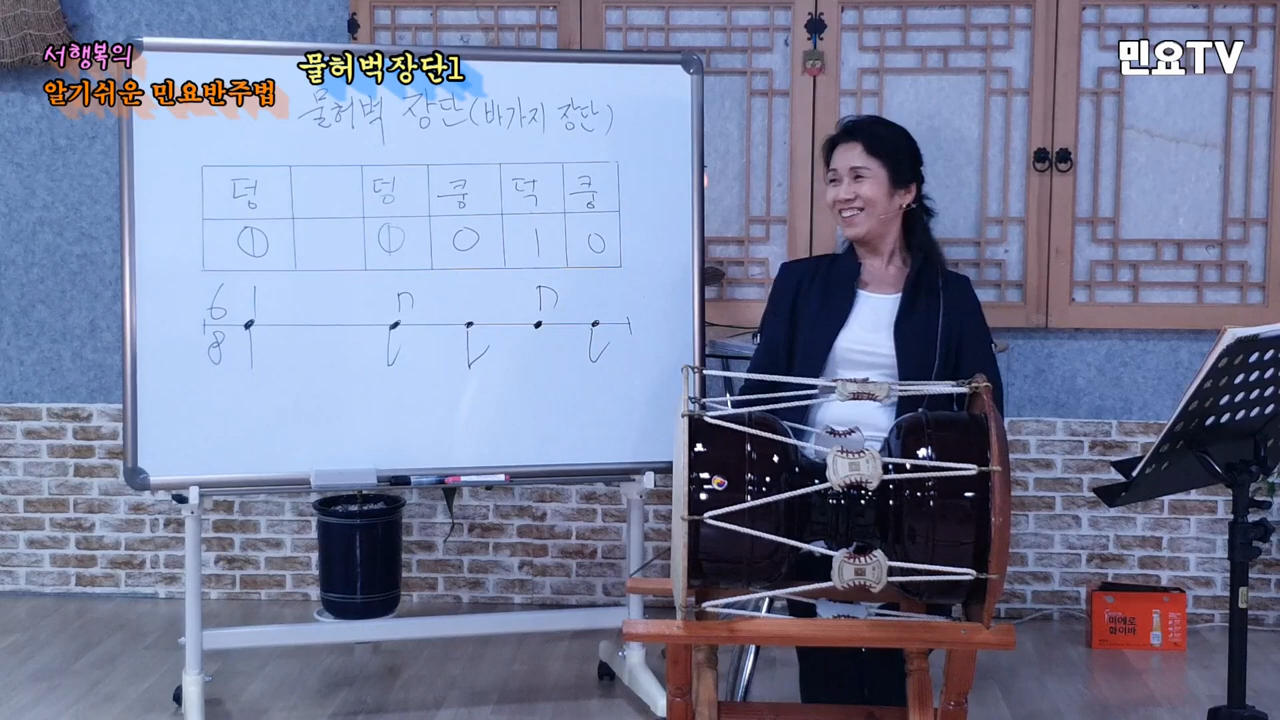 서행복의
알기쉬운 민요반주법
물허벅장단1
민요TV
물허벅 장단(바가지 장단)
덩 덩 쿵 덕 쿵
6
8
미에로
화이바